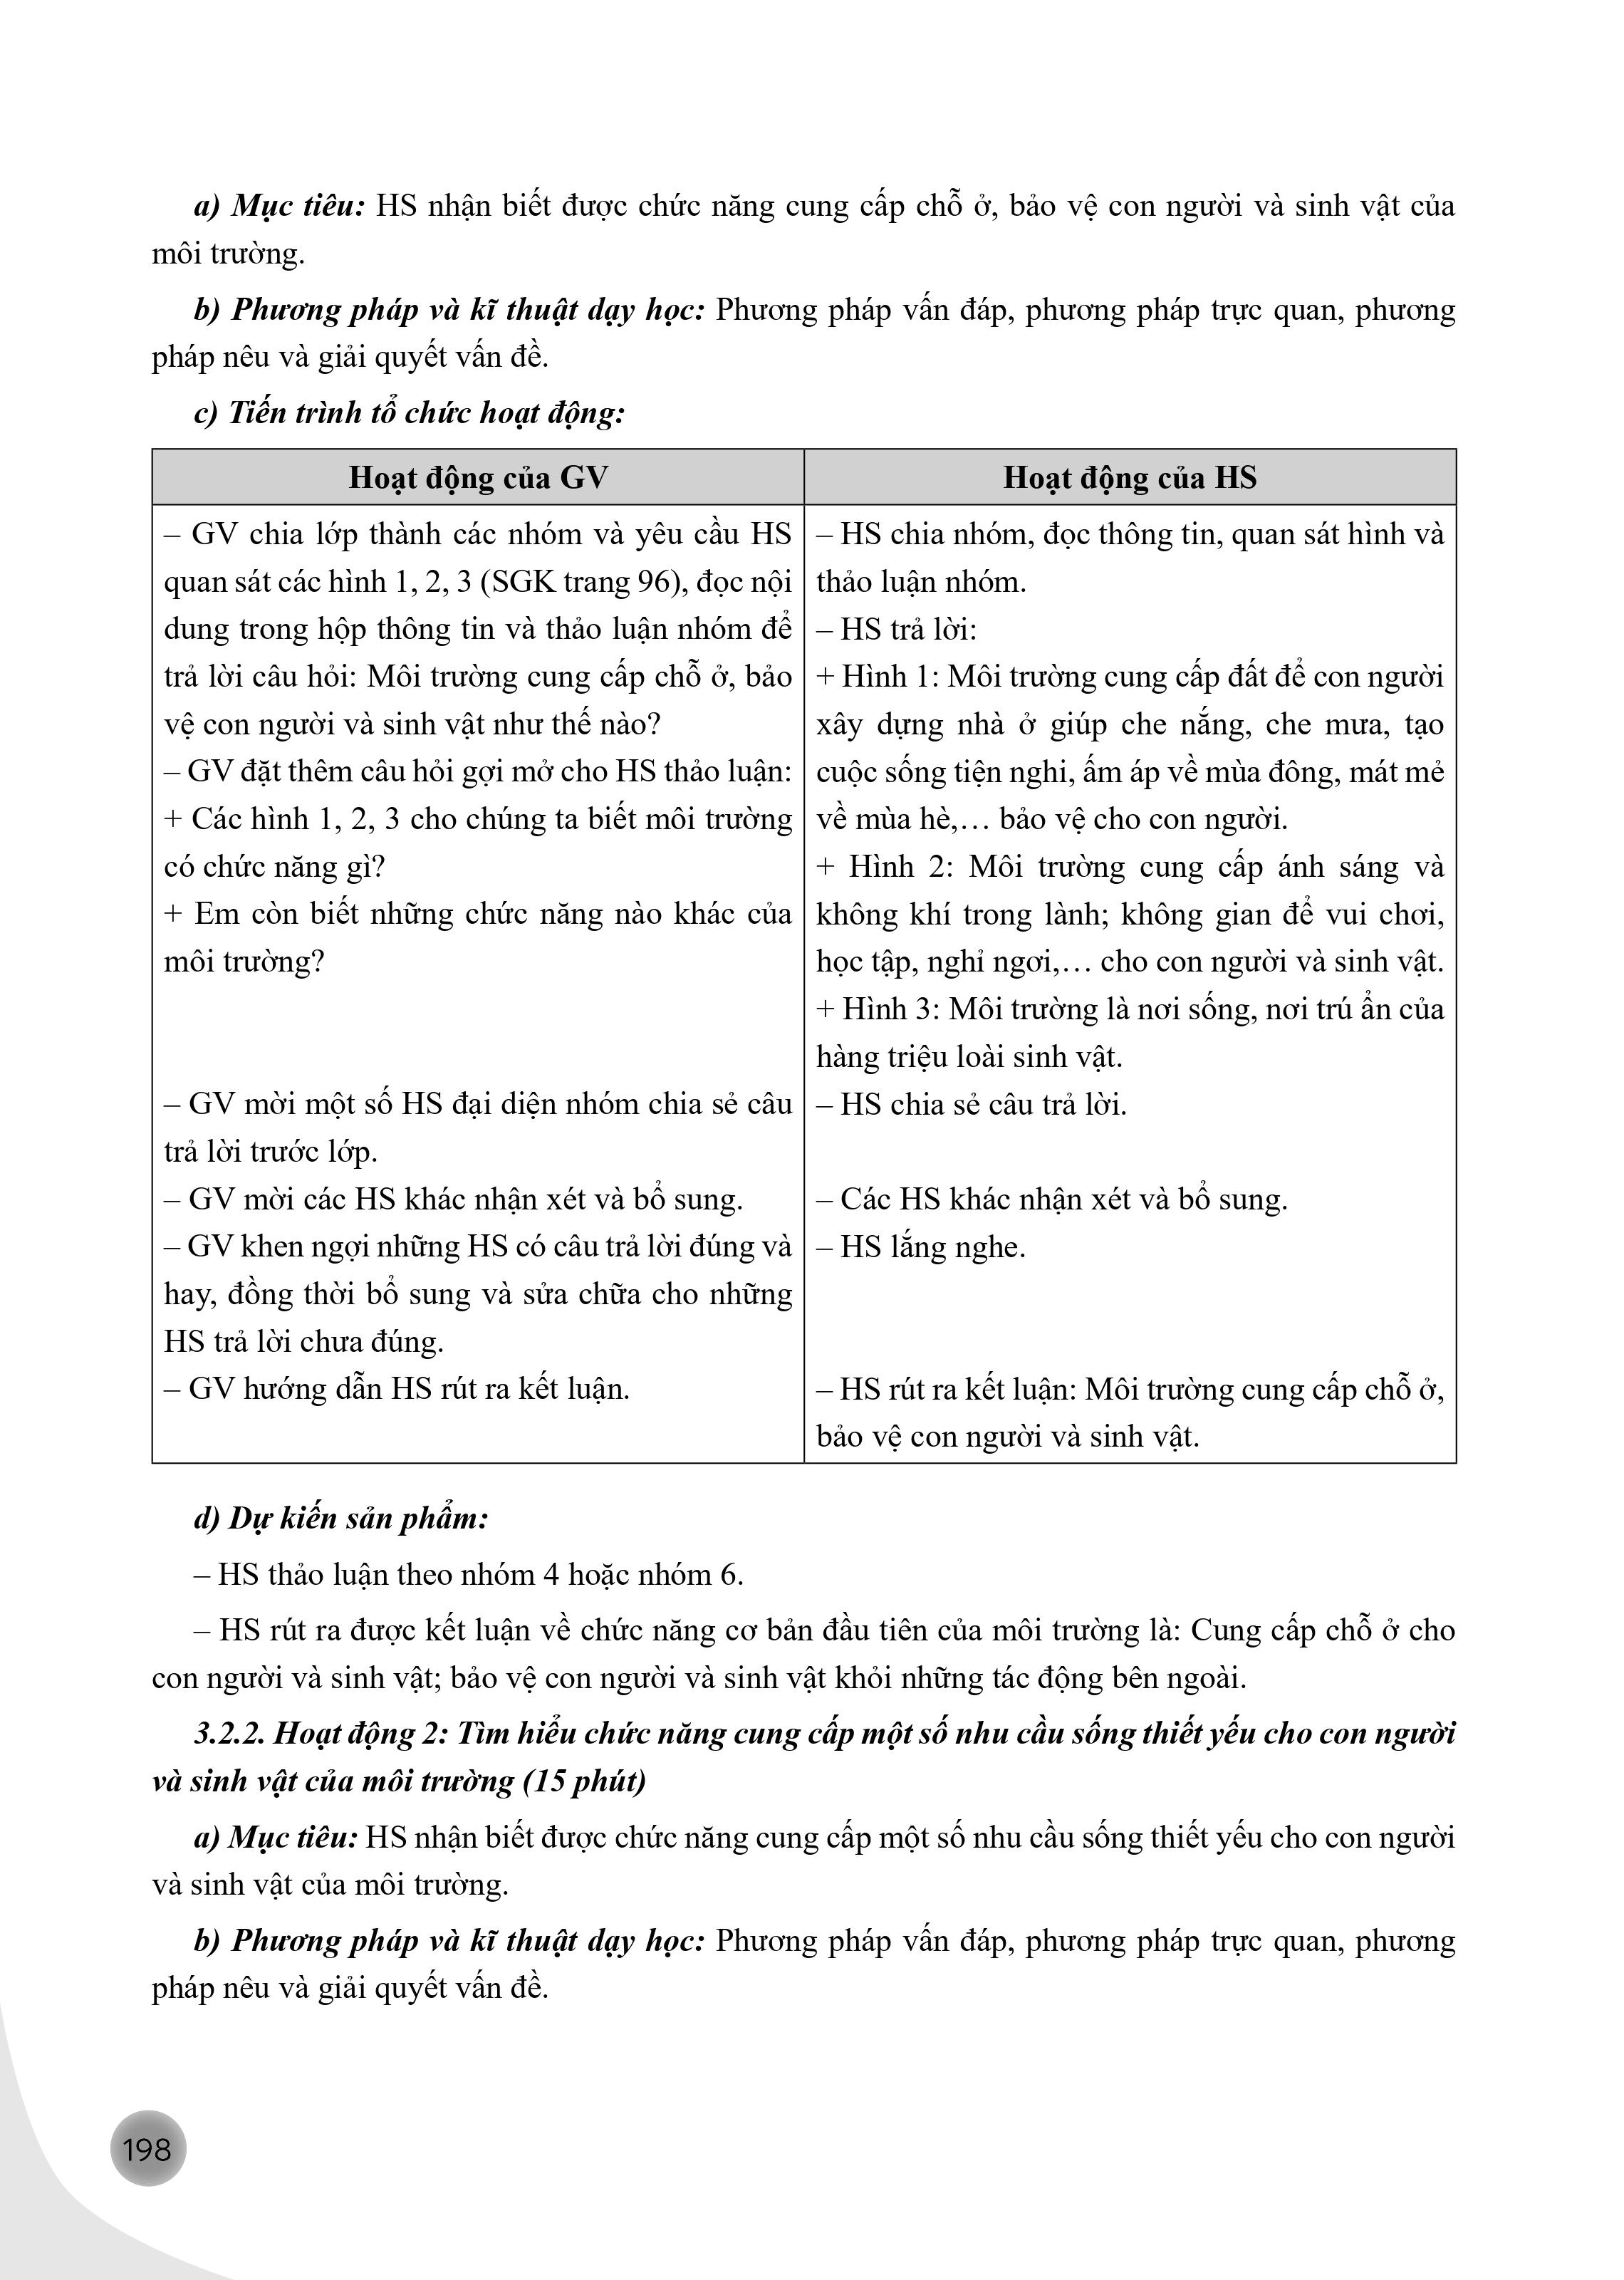 a) Mục tiêu: HS nhận biết được chức năng cung cấp chỗ ở, bảo vệ con người và sinh vật của
môi trường.
b) Phương pháp và kĩ thuật dạy học: Phương pháp vấn đáp, phương pháp trực quan, phương
pháp nêu và giải quyết vấn đề.
c) Tiến trình tổ chức hoạt động:
Hoạt động của GV
– GV chia lớp thành các nhóm và yêu cầu HS
quan sát các hình 1, 2, 3 (SGK trang 96), đọc nội
dung trong hộp thông tin và thảo luận nhóm để
trả lời câu hỏi: Môi trường cung cấp chỗ ở, bảo
vệ con người và sinh vật như thế nào?
– GV đặt thêm câu hỏi gợi mở cho HS thảo luận:
+ Các hình 1, 2, 3 cho chúng ta biết môi trường
có chức năng gì?
+ Em còn biết những chức năng nào khác của
môi trường?
– GV mời một số HS đại diện nhóm chia sẻ câu
trả lời trước lớp.
– GV mời các HS khác nhận xét và bổ sung.
– GV khen ngợi những HS có câu trả lời đúng và
hay, đồng thời bổ sung và sửa chữa cho những
HS trả lời chưa đúng.
– GV hướng dẫn HS rút ra kết luận.
Hoạt động của HS
– HS chia nhóm, đọc thông tin, quan sát hình và
thảo luận nhóm.
– HS trả lời:
+ Hình 1: Môi trường cung cấp đất để con người
xây dựng nhà ở giúp che nắng, che mưa, tạo
cuộc sống tiện nghi, ấm áp về mùa đông, mát mẻ
về mùa hè,… bảo vệ cho con người.
+ Hình 2: Môi trường cung cấp ánh sáng và
không khí trong lành; không gian để vui chơi,
học tập, nghỉ ngơi,… cho con người và sinh vật.
+ Hình 3: Môi trường là nơi sống, nơi trú ẩn của
hàng triệu loài sinh vật.
– HS chia sẻ câu trả lời.
– Các HS khác nhận xét và bổ sung.
– HS lắng nghe.
– HS rút ra kết luận: Môi trường cung cấp chỗ ở,
bảo vệ con người và sinh vật.
d) Dự kiến sản phẩm:
– HS thảo luận theo nhóm 4 hoặc nhóm 6.
– HS rút ra được kết luận về chức năng cơ bản đầu tiên của môi trường là: Cung cấp chỗ ở cho
con người và sinh vật; bảo vệ con người và sinh vật khỏi những tác động bên ngoài.
3.2.2. Hoạt động 2: Tìm hiểu chức năng cung cấp một số nhu cầu sống thiết yếu cho con người
và sinh vật của môi trường (15 phút)
a) Mục tiêu: HS nhận biết được chức năng cung cấp một số nhu cầu sống thiết yếu cho con người
và sinh vật của môi trường.
b) Phương pháp và kĩ thuật dạy học: Phương pháp vấn đáp, phương pháp trực quan, phương
pháp nêu và giải quyết vấn đề.
198